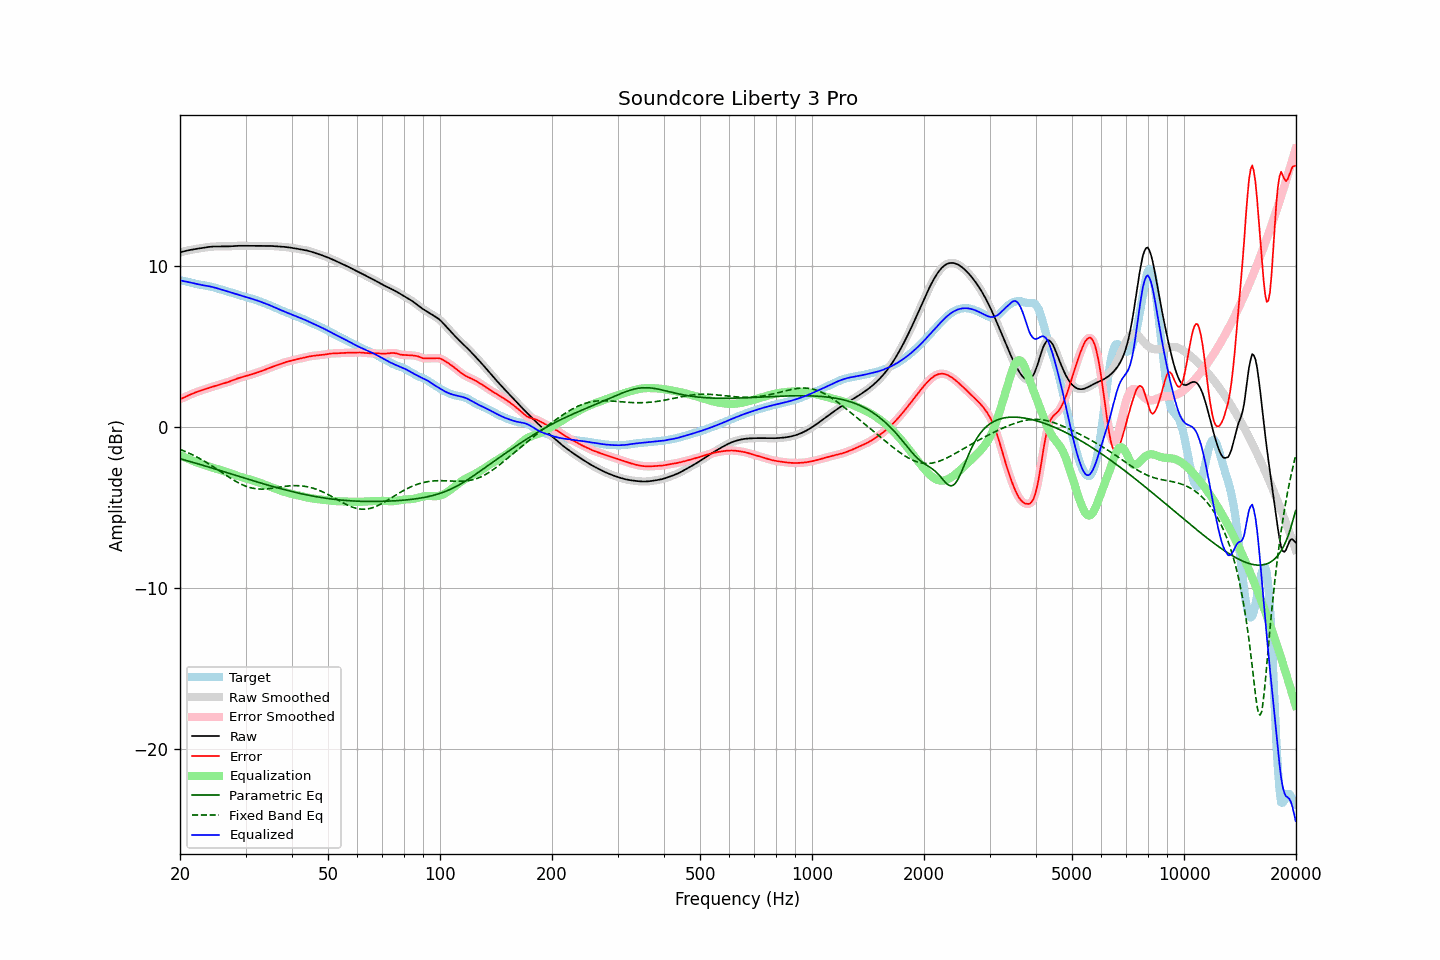 Soundcore Liberty 3 Pro
Amplitude (dBr)
10
0
−10
−20
Target
Raw Smoothed
Error Smoothed
Raw
Error
Equalization
Parametric Eq
Fixed Band Eq
Equalized
20
50
100
200
500
1000
2000
5000
10000
20000
Frequency (Hz)